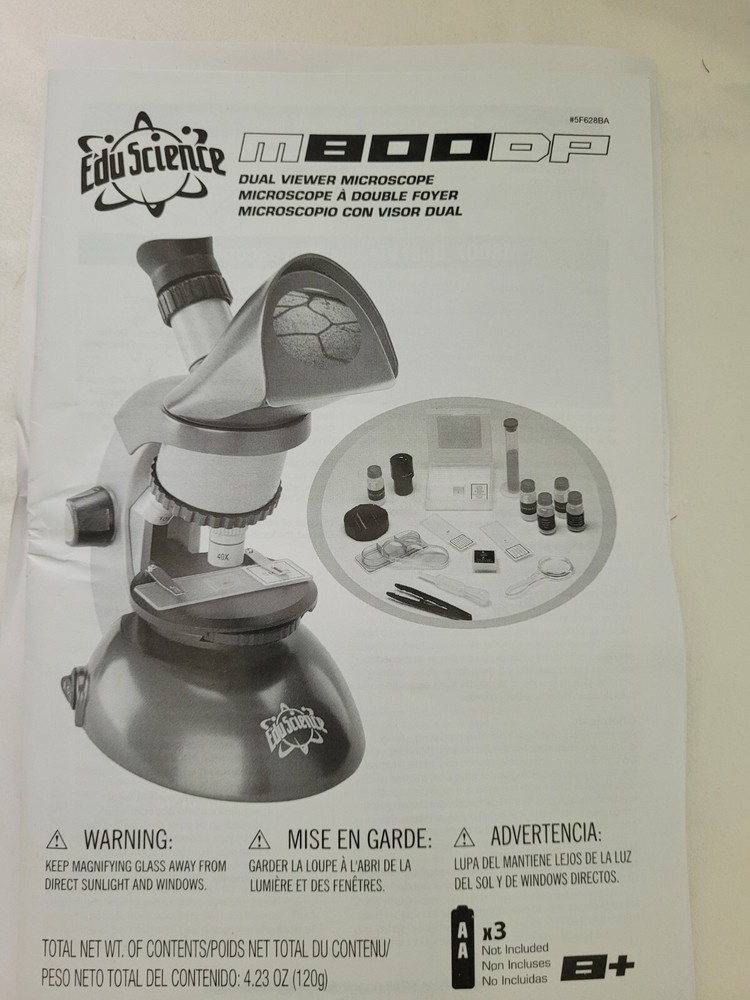 #5F628BA
Edu Science
M800DP
DUAL VIEWER MICROSCOPE
MICROSCOPE À DOUBLE FOYER
MICROSCOPIO CON VISOR DUAL
40X
Edu Science
WARNING:
KEEP MAGNIFYING GLASS AWAY FROM
DIRECT SUNLIGHT AND WINDOWS.
MISE EN GARDE:
GARDER LA LOUPE À L'ABRI DE LA
LUMIÈRE ET DES FENÊTRES.
ADVERTENCIA:
LUPA DEL MANTIENE LEJOS DE LA LUZ
DEL SOL Y DE WINDOWS DIRECTOS.
TOTAL NET WT. OF CONTENTS/POIDS NET TOTAL DU CONTENU/
PESO NETO TOTAL DEL CONTENIDO: 4.23 OZ (120g)
AA
x3
Not Included
Non Incluses
No Incluidas
8+